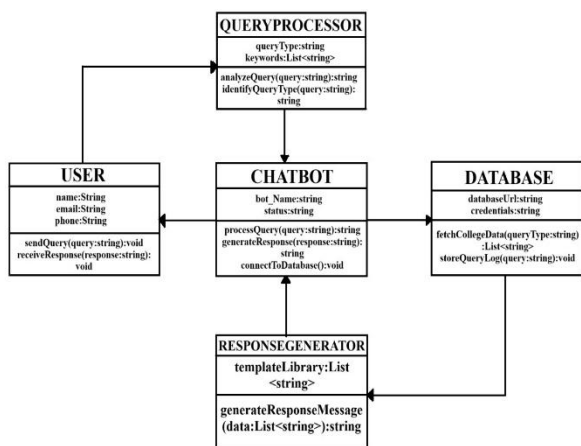 QUERYPROCESSOR
queryType:string
keywords:List<string>
analyzeQuery(query:string):string
identifyQueryType(query:string):
string
USER
name:String
email:String
phone:String
sendQuery(query:string):void
receiveResponse(response:string):
void
CHATBOT
bot_Name:string
status:string
processQuery(query:string):string
generateResponse(response:string):
string
connectToDatabase():void
DATABASE
databaseUrl:string
credentials:string
fetchCollegeData(queryType:string)
:List<string>
storeQueryLog(query:string):void
RESPONSEGENERATOR
templateLibrary:List
<string>
generateResponseMessage
(data:List<string>):string